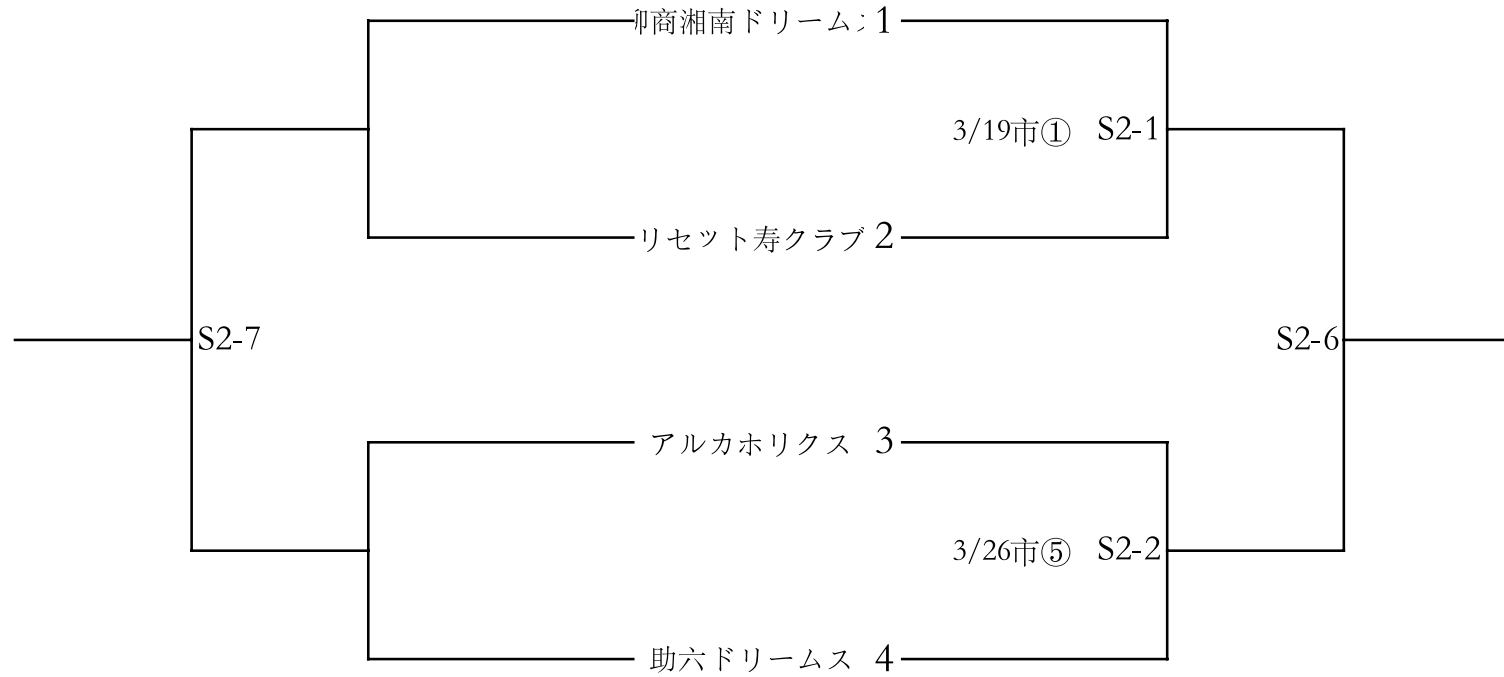 商湘南ドリーム 1
3/19市① S2-1
リセット寿クラブ 2
S2-7
S2-6
アルカホリクス 3
3/26市⑤ S2-2
助六ドリームス 4